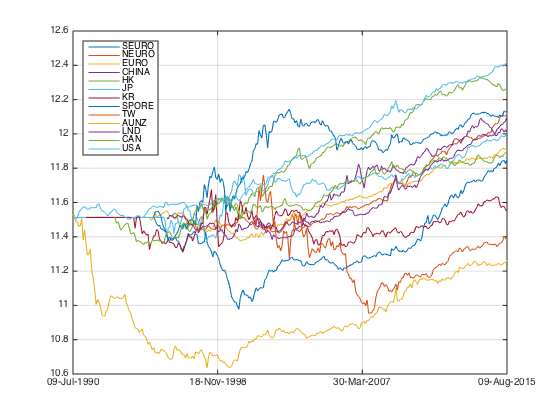 12.6
12.4
12.2
12
11.8
11.6
11.4
11.2
11
10.8
10.6
SEURO
NEURO
EURO
CHINA
HK
JP
KR
SPORE
TW
AUNZ
LND
CAN
USA
09-Jul-1990 18-Nov-1998 30-Mar-2007 09-Aug-2015